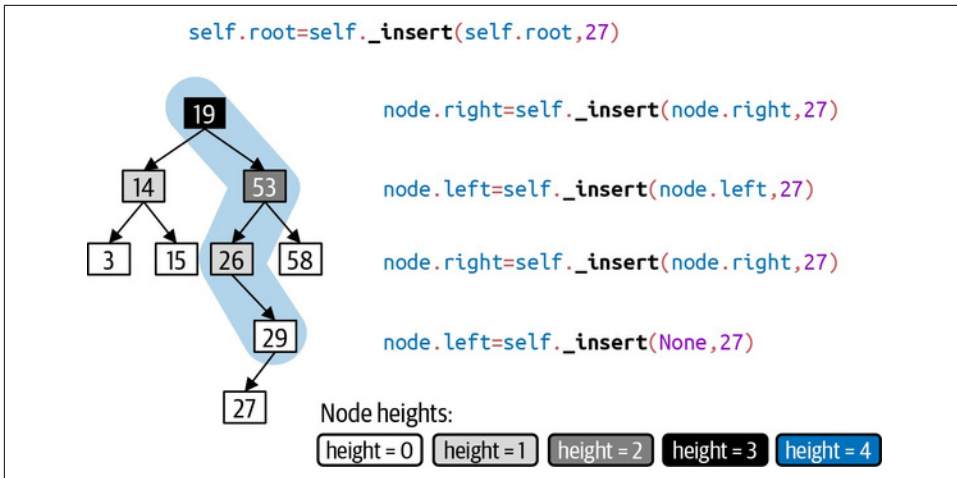 self.root=self._insert(self.root,27)
19
node.right=self._insert(node.right,27)
14 53
node.left=self._insert(node.left,27)
3 15 26 58
node.right=self._insert(node.right,27)
29
node.left=self._insert(None,27)
27
Node heights:
height = 0 height = 1 height = 2 height = 3 height = 4